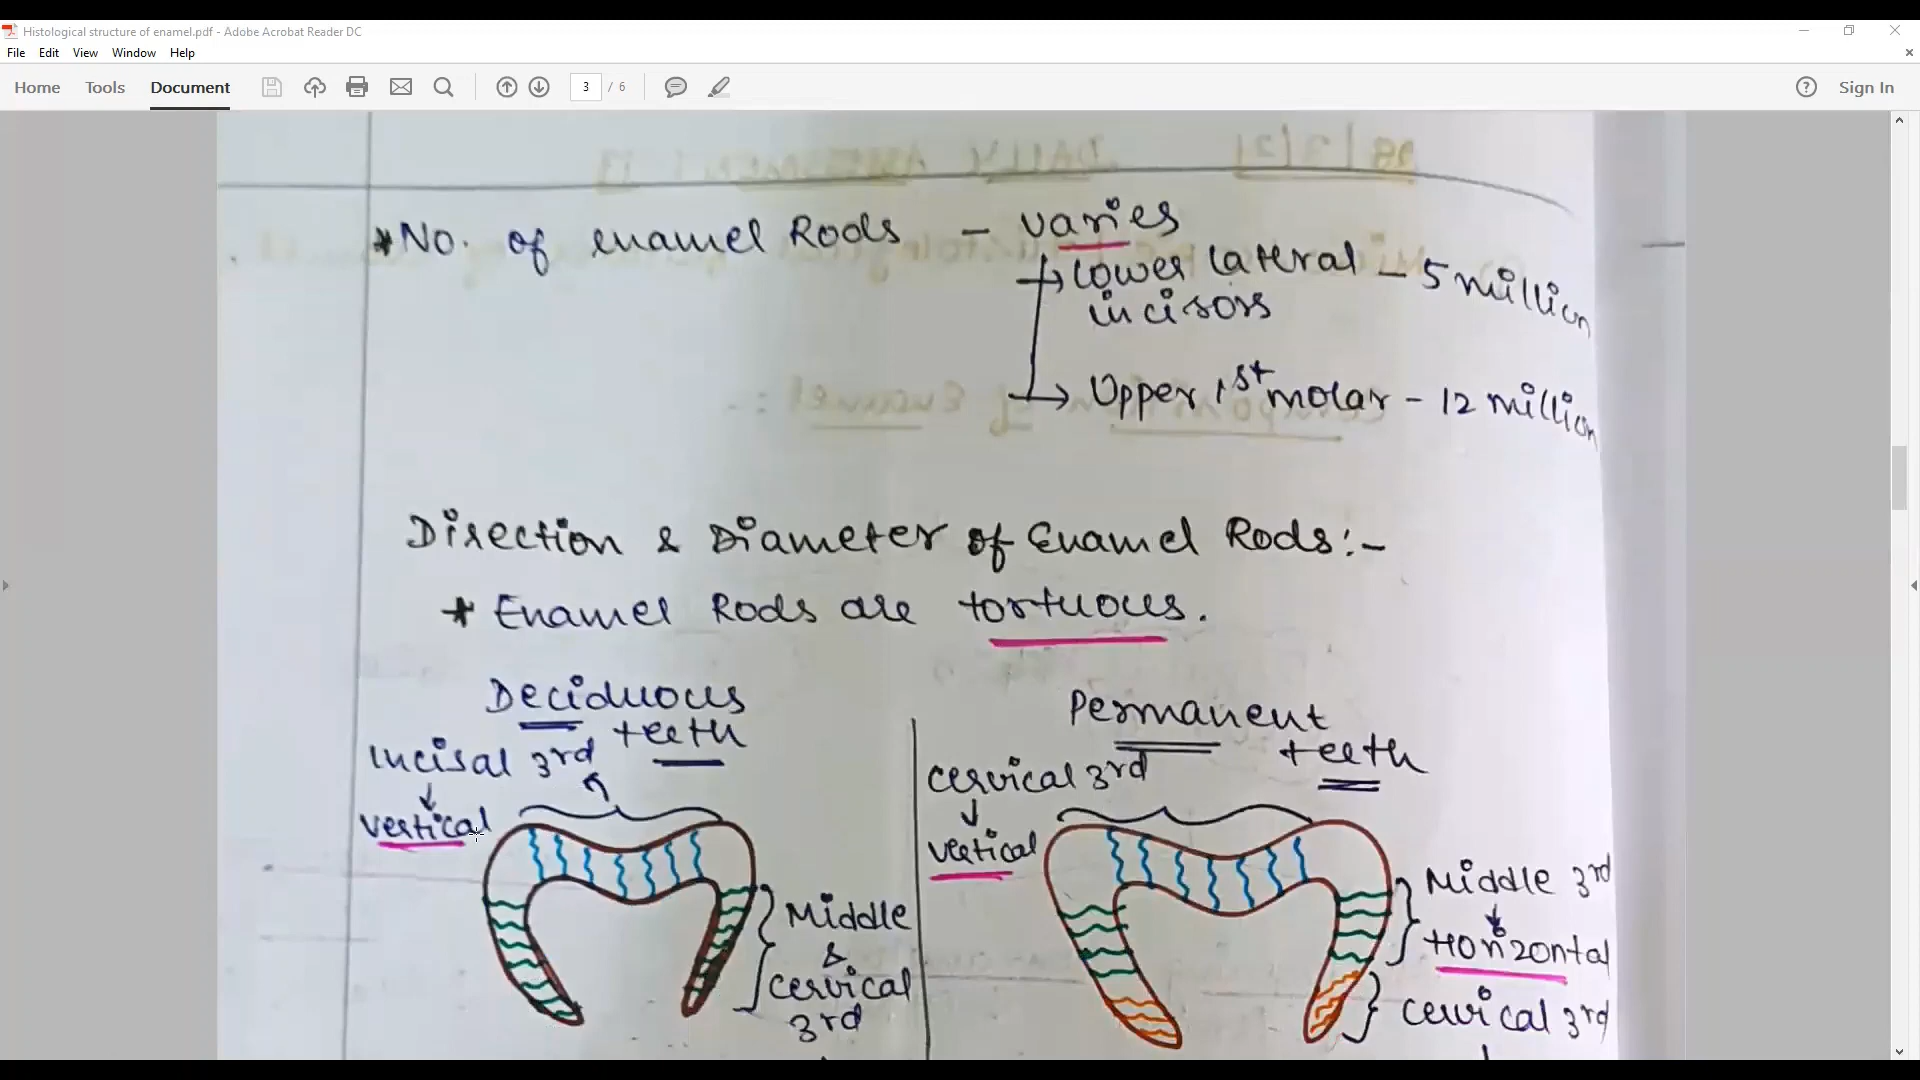 Histological structure of enamel.pdf - Adobe Acrobat Reader DC
File Edit View Window Help
Home Tools Document 3 / 6 Sign In
* No. of enamel Rods - varies
→ Lower lateral - 5 million
incisors
→ Upper 1st molar - 12 million
Direction & Diameter of Enamel Rods:-
* Enamel Rods are tortuous.
Deciduous
teeth
Incisal 3rd
↓
vertical
Middle
&
cervical
3rd
Permanent
teeth
cervical 3rd
↓
vertical
Middle 3rd
↓
Horizontal
cervical 3rd